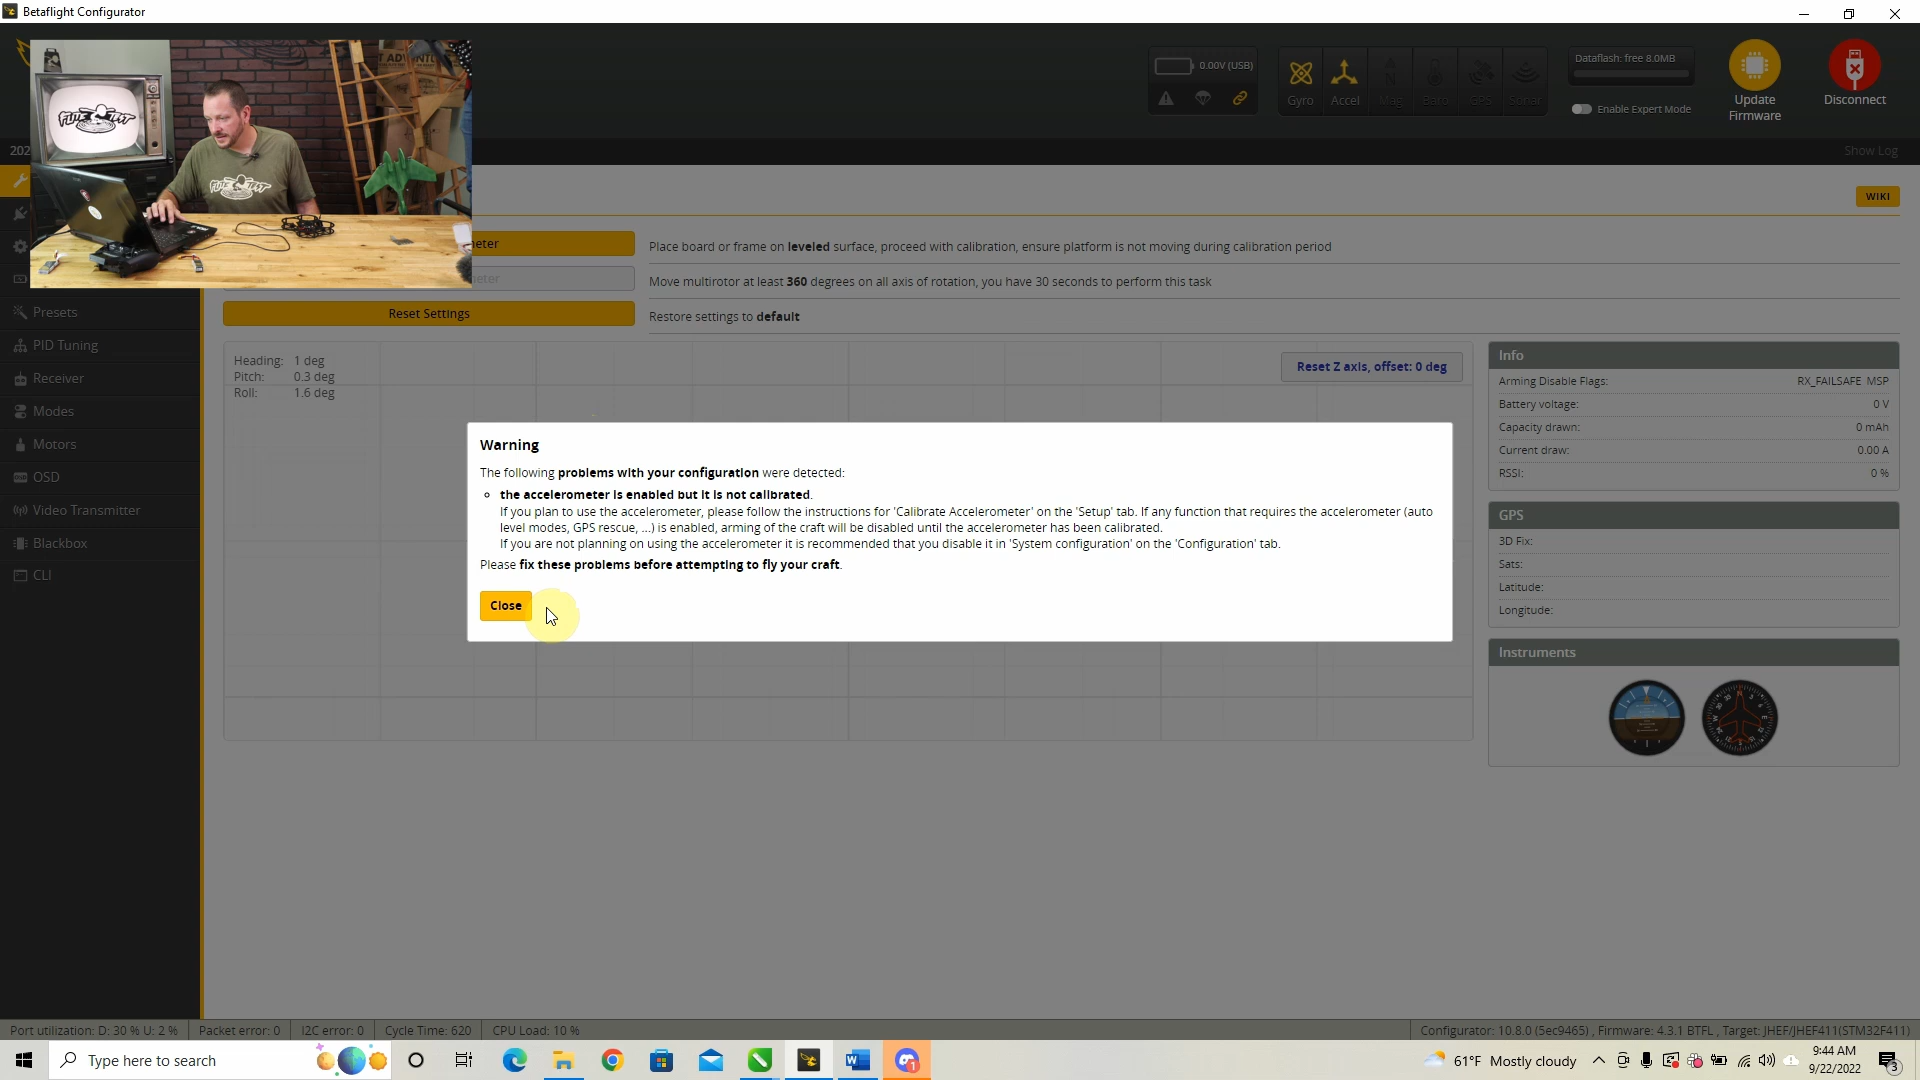 Betaflight Configurator
0.00V (USB)
Gyro
Accel
Mag
Baro
GPS
Sonar
Dataflash: free 8.0MB
Enable Expert Mode
Update
Firmware
Disconnect
202
Show Log
WIKI
FLITE TEST
FLITE TEST
eter
Place board or frame on leveled surface, proceed with calibration, ensure platform is not moving during calibration period
eter
Move multirotor at least 360 degrees on all axis of rotation, you have 30 seconds to perform this task
Reset Settings
Restore settings to default
Presets
PID Tuning
Receiver
Modes
Motors
OSD
Video Transmitter
Blackbox
CLI
Heading: 1 deg
Pitch: 0.3 deg
Roll: 1.6 deg
Reset Z axis, offset: 0 deg
Warning
The following problems with your configuration were detected:
the accelerometer is enabled but it is not calibrated.
If you plan to use the accelerometer, please follow the instructions for 'Calibrate Accelerometer' on the 'Setup' tab. If any function that requires the accelerometer (auto
level modes, GPS rescue, ...) is enabled, arming of the craft will be disabled until the accelerometer has been calibrated.
If you are not planning on using the accelerometer it is recommended that you disable it in 'System configuration' on the 'Configuration' tab.
Please fix these problems before attempting to fly your craft.
Close
Info
Arming Disable Flags: RX_FAILSAFE MSP
Battery voltage: 0 V
Capacity drawn: 0 mAh
Current draw: 0.00 A
RSSI: 0 %
GPS
3D Fix:
Sats:
Latitude:
Longitude:
Instruments
Port utilization: D: 30 % U: 2 %
Packet error: 0
I2C error: 0
Cycle Time: 620
CPU Load: 10 %
Configurator: 10.8.0 (5ec9465) , Firmware: 4.3.1 BTFL , Target: JHEF/JHEF411(STM32F411)
Type here to search
61°F Mostly cloudy
9:44 AM
9/22/2022
3